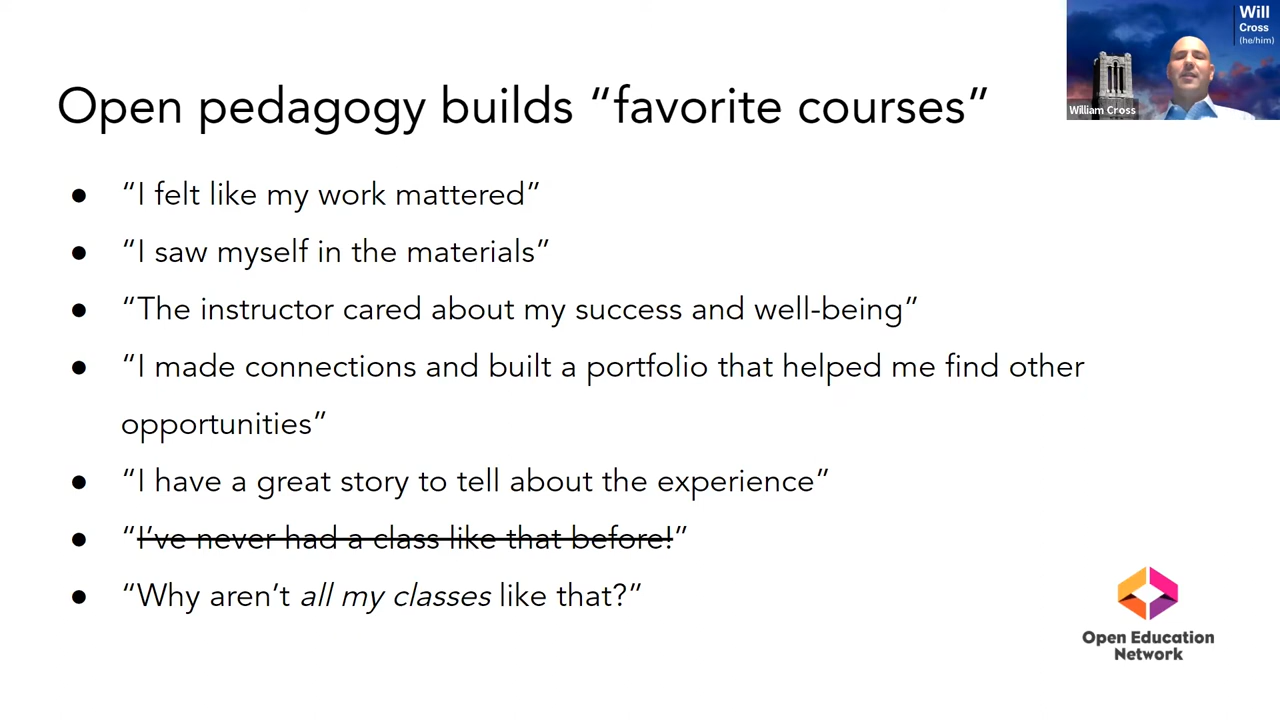 Will
Cross
(he/him)
William Cross
Open pedagogy builds “favorite courses”
● “I felt like my work mattered”
● “I saw myself in the materials”
● “The instructor cared about my success and well-being”
● “I made connections and built a portfolio that helped me find other
opportunities”
● “I have a great story to tell about the experience”
● “I’ve never had a class like that before!”
● “Why aren’t all my classes like that?”
Open Education
Network